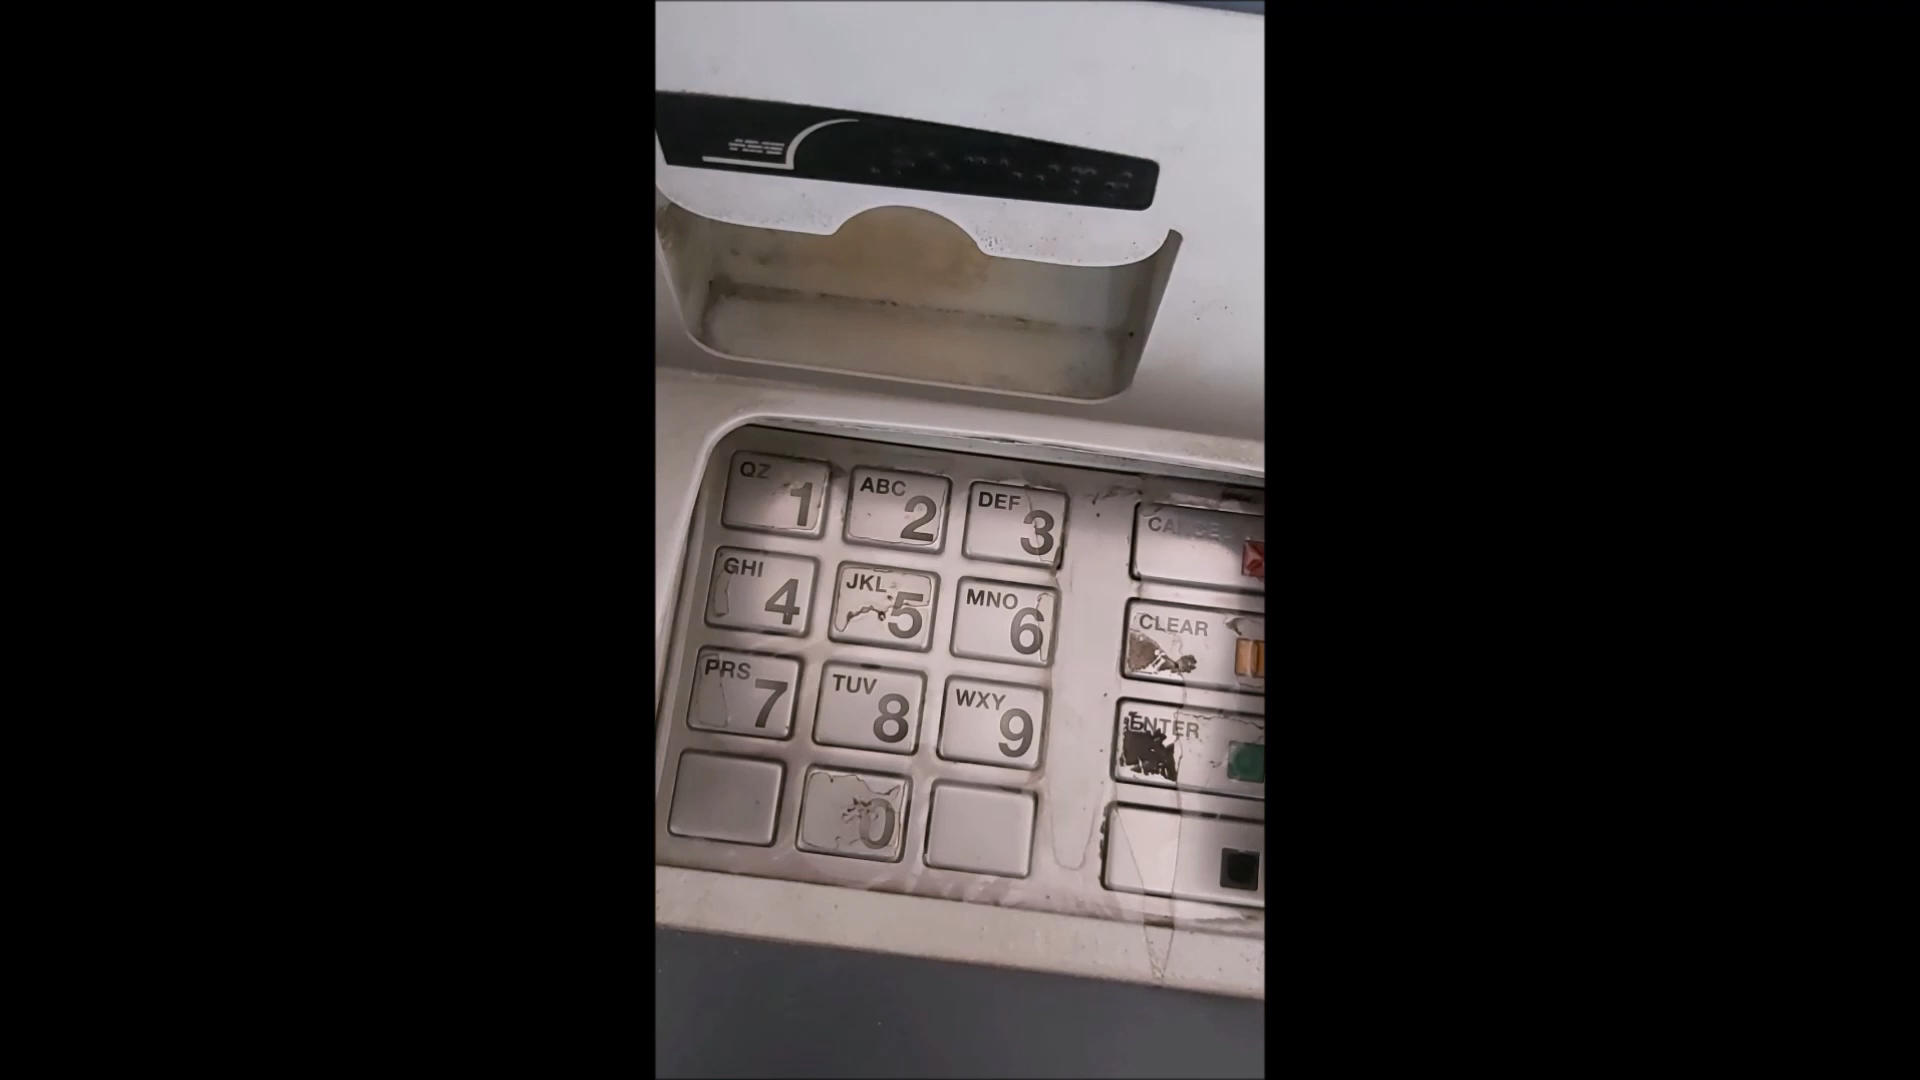 QZ 1 ABC 2 DEF 3 CANCEL
GHI 4 JKL 5 MNO 6 CLEAR
PRS 7 TUV 8 WXY 9 ENTER
0